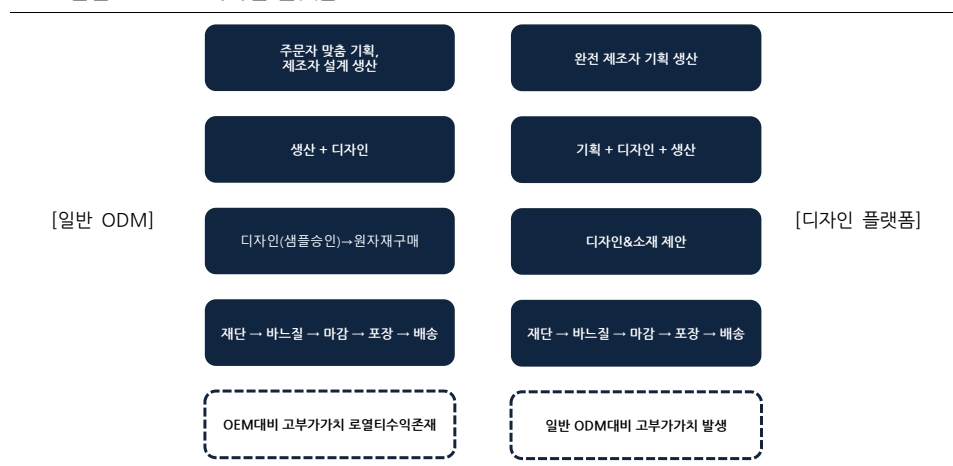 주문자 맞춤 기획,
제조자 설계 생산
완전 제조자 기획 생산
생산 + 디자인
기획 + 디자인 + 생산
[일반 ODM]
[디자인 플랫폼]
디자인(샘플승인)→원자재구매
디자인&소재 제안
재단 → 바느질 → 마감 → 포장 → 배송
재단 → 바느질 → 마감 → 포장 → 배송
OEM대비 고부가가치 로열티수익존재
일반 ODM대비 고부가가치 발생